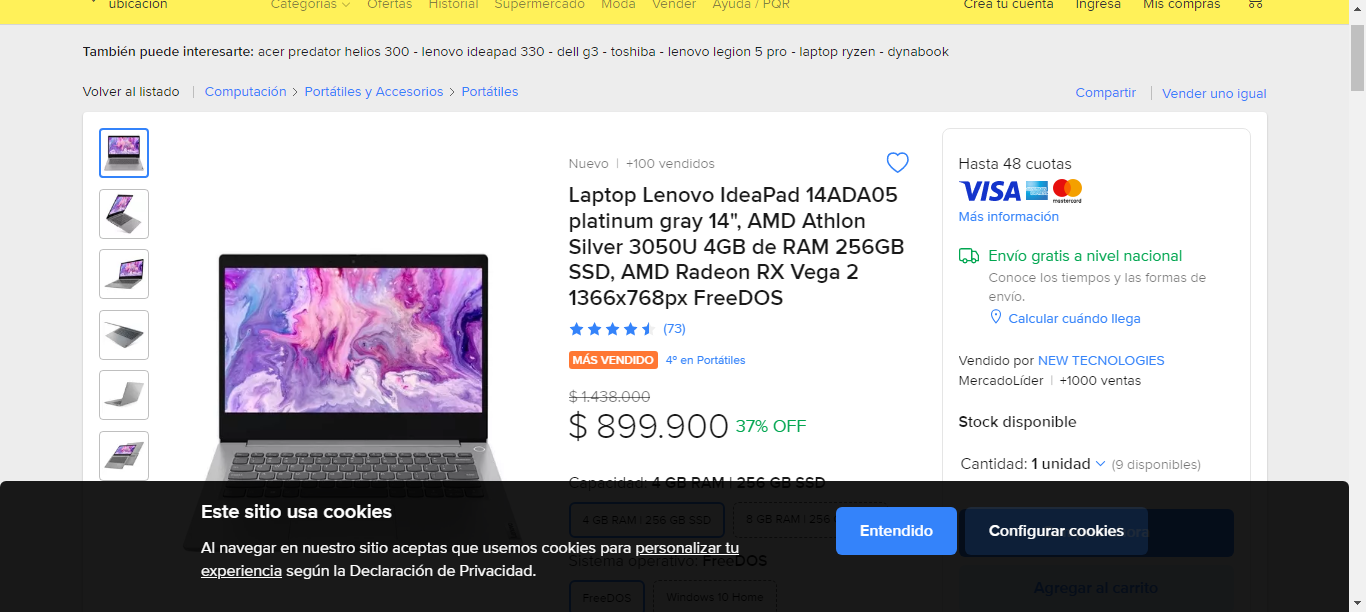 ubicación
Categorías Ofertas Historial Supermercado Moda Vender Ayuda / PQR
Crea tu cuenta Ingresa Mis compras
También puede interesarte: acer predator helios 300 - lenovo ideapad 330 - dell g3 - toshiba - lenovo legion 5 pro - laptop ryzen - dynabook
Volver al listado | Computación > Portátiles y Accesorios > Portátiles
Compartir | Vender uno igual
Nuevo | +100 vendidos
Laptop Lenovo IdeaPad 14ADA05
platinum gray 14", AMD Athlon
Silver 3050U 4GB de RAM 256GB
SSD, AMD Radeon RX Vega 2
1366x768px FreeDOS
(73)
MÁS VENDIDO 4º en Portátiles
$ 1.438.000
$ 899.900 37% OFF
Capacidad: 4 GB RAM | 256 GB SSD
4 GB RAM | 256 GB SSD 8 GB RAM | 256
Sistema operativo: FreeDOS
FreeDOS Windows 10 Home
Hasta 48 cuotas
VISA mastercard
Más información
Envío gratis a nivel nacional
Conoce los tiempos y las formas de
envío.
Calcular cuándo llega
Vendido por NEW TECNOLOGIES
MercadoLíder | +1000 ventas
Stock disponible
Cantidad: 1 unidad (9 disponibles)
Agregar al carrito
Este sitio usa cookies
Al navegar en nuestro sitio aceptas que usemos cookies para personalizar tu
experiencia según la Declaración de Privacidad.
Entendido
Configurar cookies